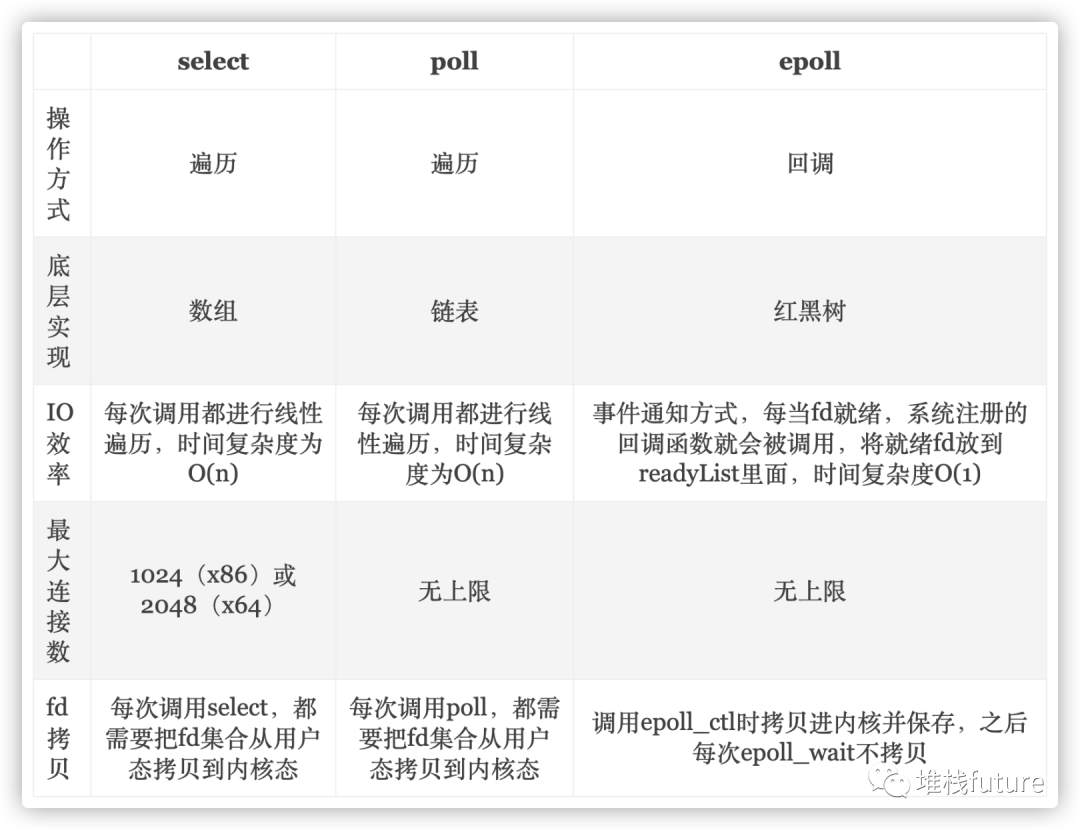 select
poll
epoll
操
作
方
式
遍历
遍历
回调
底
层
实
现
数组
链表
红黑树
IO
效
率
每次调用都进行线性
遍历，时间复杂度为
O(n)
每次调用都进行线
性遍历，时间复杂
度为O(n)
事件通知方式，每当fd就绪，系统注册的
回调函数就会被调用，将就绪fd放到
readyList里面，时间复杂度O(1)
最
大
连
接
数
1024（x86）或
2048（x64）
无上限
无上限
fd
拷
贝
每次调用select，都
需要把fd集合从用户
态拷贝到内核态
每次调用poll，都需
要把fd集合从用户
态拷贝到内核态
调用epoll_ctl时拷贝进内核并保存，之后
每次epoll_wait不拷贝
堆栈future